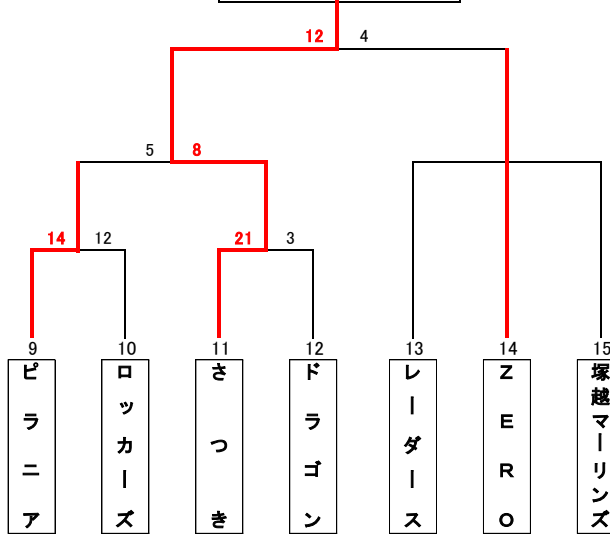 12 4
5 8
14 12 21 3
9 10 11 12 13 14 15
ピラニア
ロッカーズ
さつき
ドラゴン
レーダース
ZERO
塚越マーリンズ